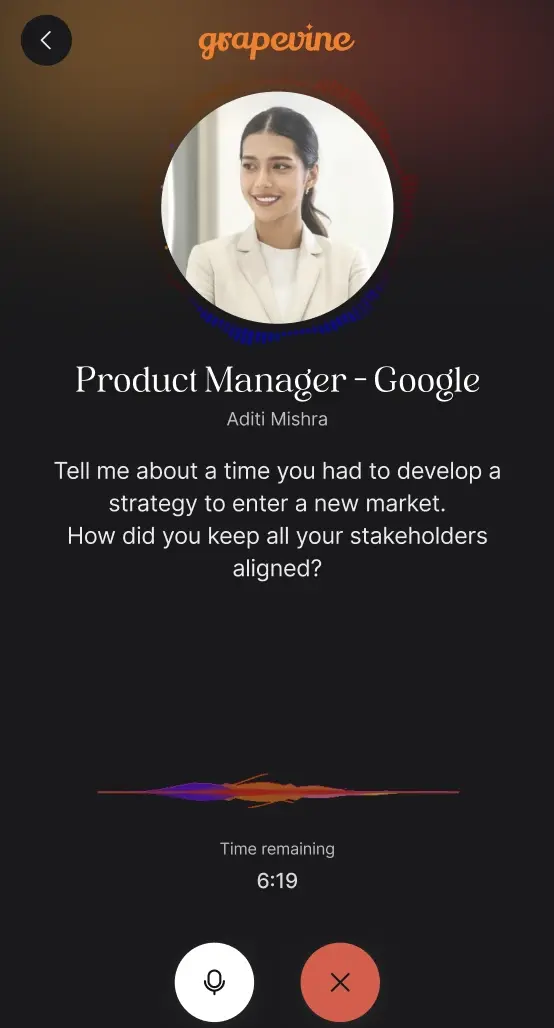 grapevine
Product Manager - Google
Aditi Mishra
Tell me about a time you had to develop a
strategy to enter a new market.
How did you keep all your stakeholders
aligned?
Time remaining
6:19